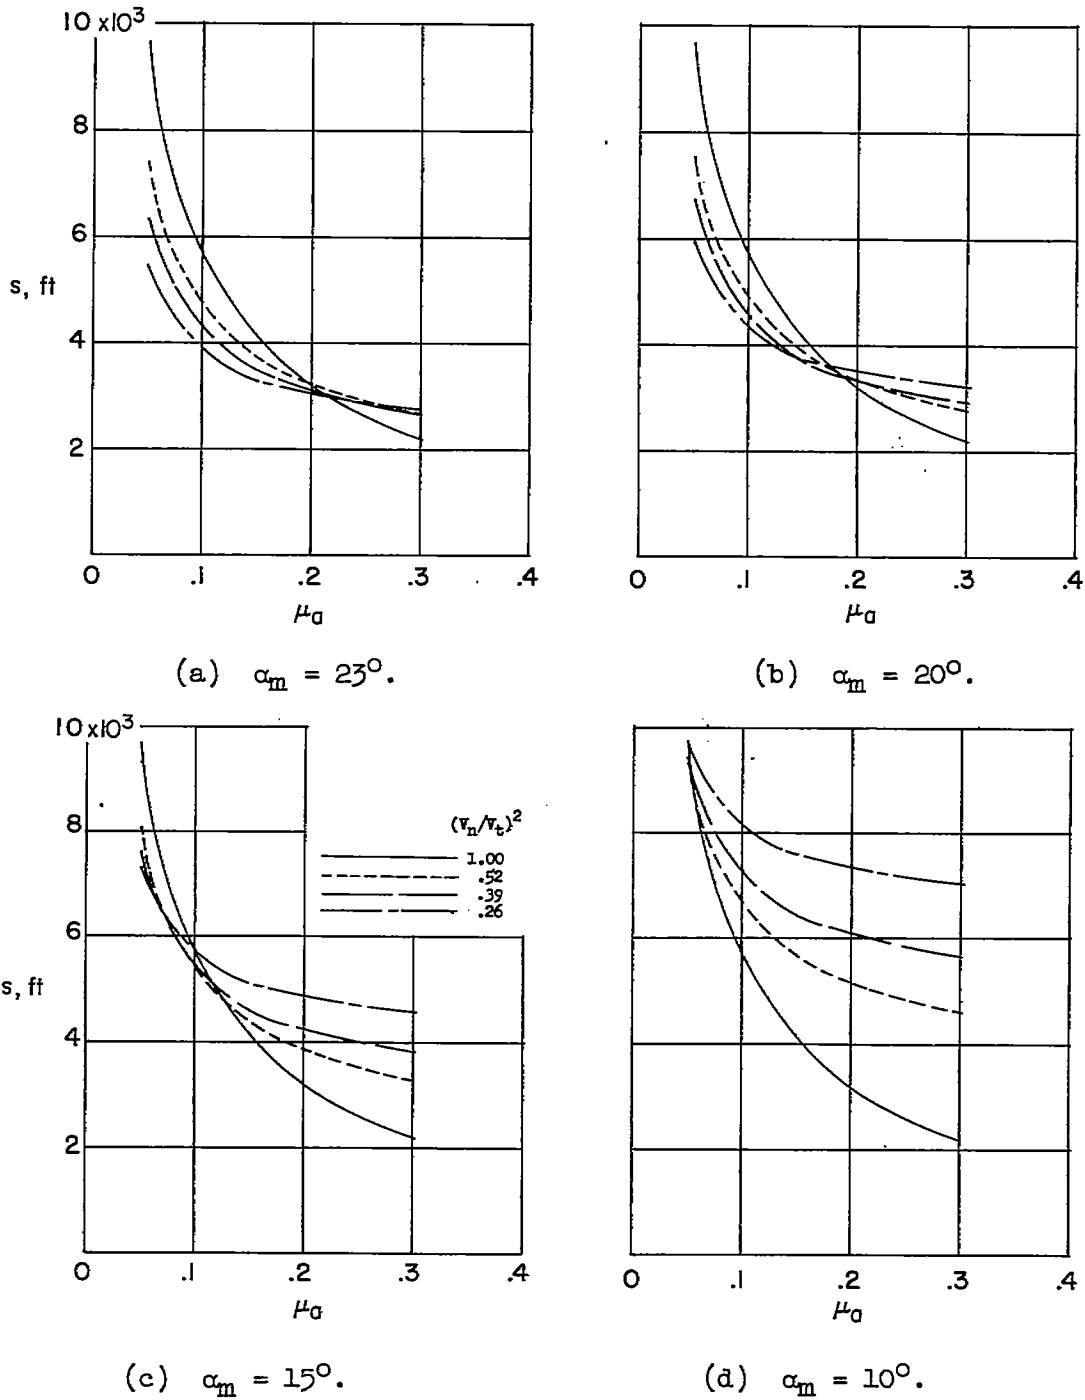 10 x10³
8
6
s, ft
4
2
0 .1 .2 .3 .4
μa
0 .1 .2 .3 .4
μa
(a) αm = 23°.
(b) αm = 20°.
10 x10³
8
6
s, ft
4
2
(Vn/Vt)²
1.00
.52
.39
.26
0 .1 .2 .3 .4
μa
0 .1 .2 .3 .4
μa
(c) αm = 15°.
(d) αm = 10°.